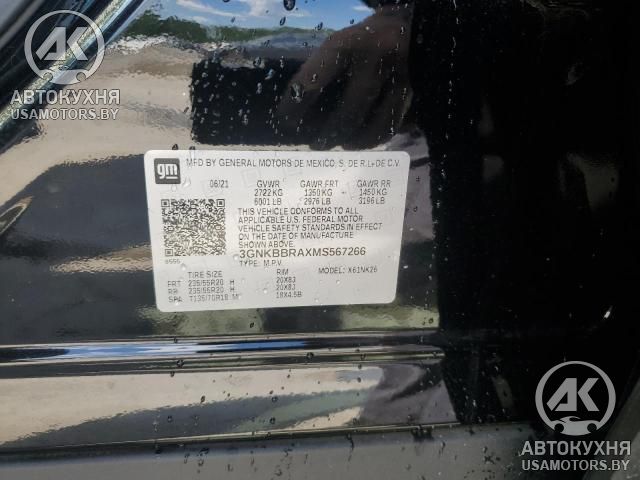 AK
АВТОКУХНЯ
USAMOTORS.BY
gm
MFD BY GENERAL MOTORS DE MEXICO, S. DE R.L. DE C.V.
06/21 GVWR GAWR FRT GAWR RR
2722 KG 1350 KG 1450 KG
6001 LB 2976 LB 3196 LB
THIS VEHICLE CONFORMS TO ALL
APPLICABLE U.S. FEDERAL MOTOR
VEHICLE SAFETY STANDARDS IN EFFECT
ON THE DATE OF MANUFACTURE
SHOWN ABOVE.
3GNKBBRAXMS567266
TYPE: M.P.V. MODEL: X61NK26
TIRE SIZE RIM
FRT 235/55R20 H 20X8J
RR 235/55R20 H 20X8J
SPA T135/70R18 M 18X4.5B
AK
АВТОКУХНЯ
USAMOTORS.BY